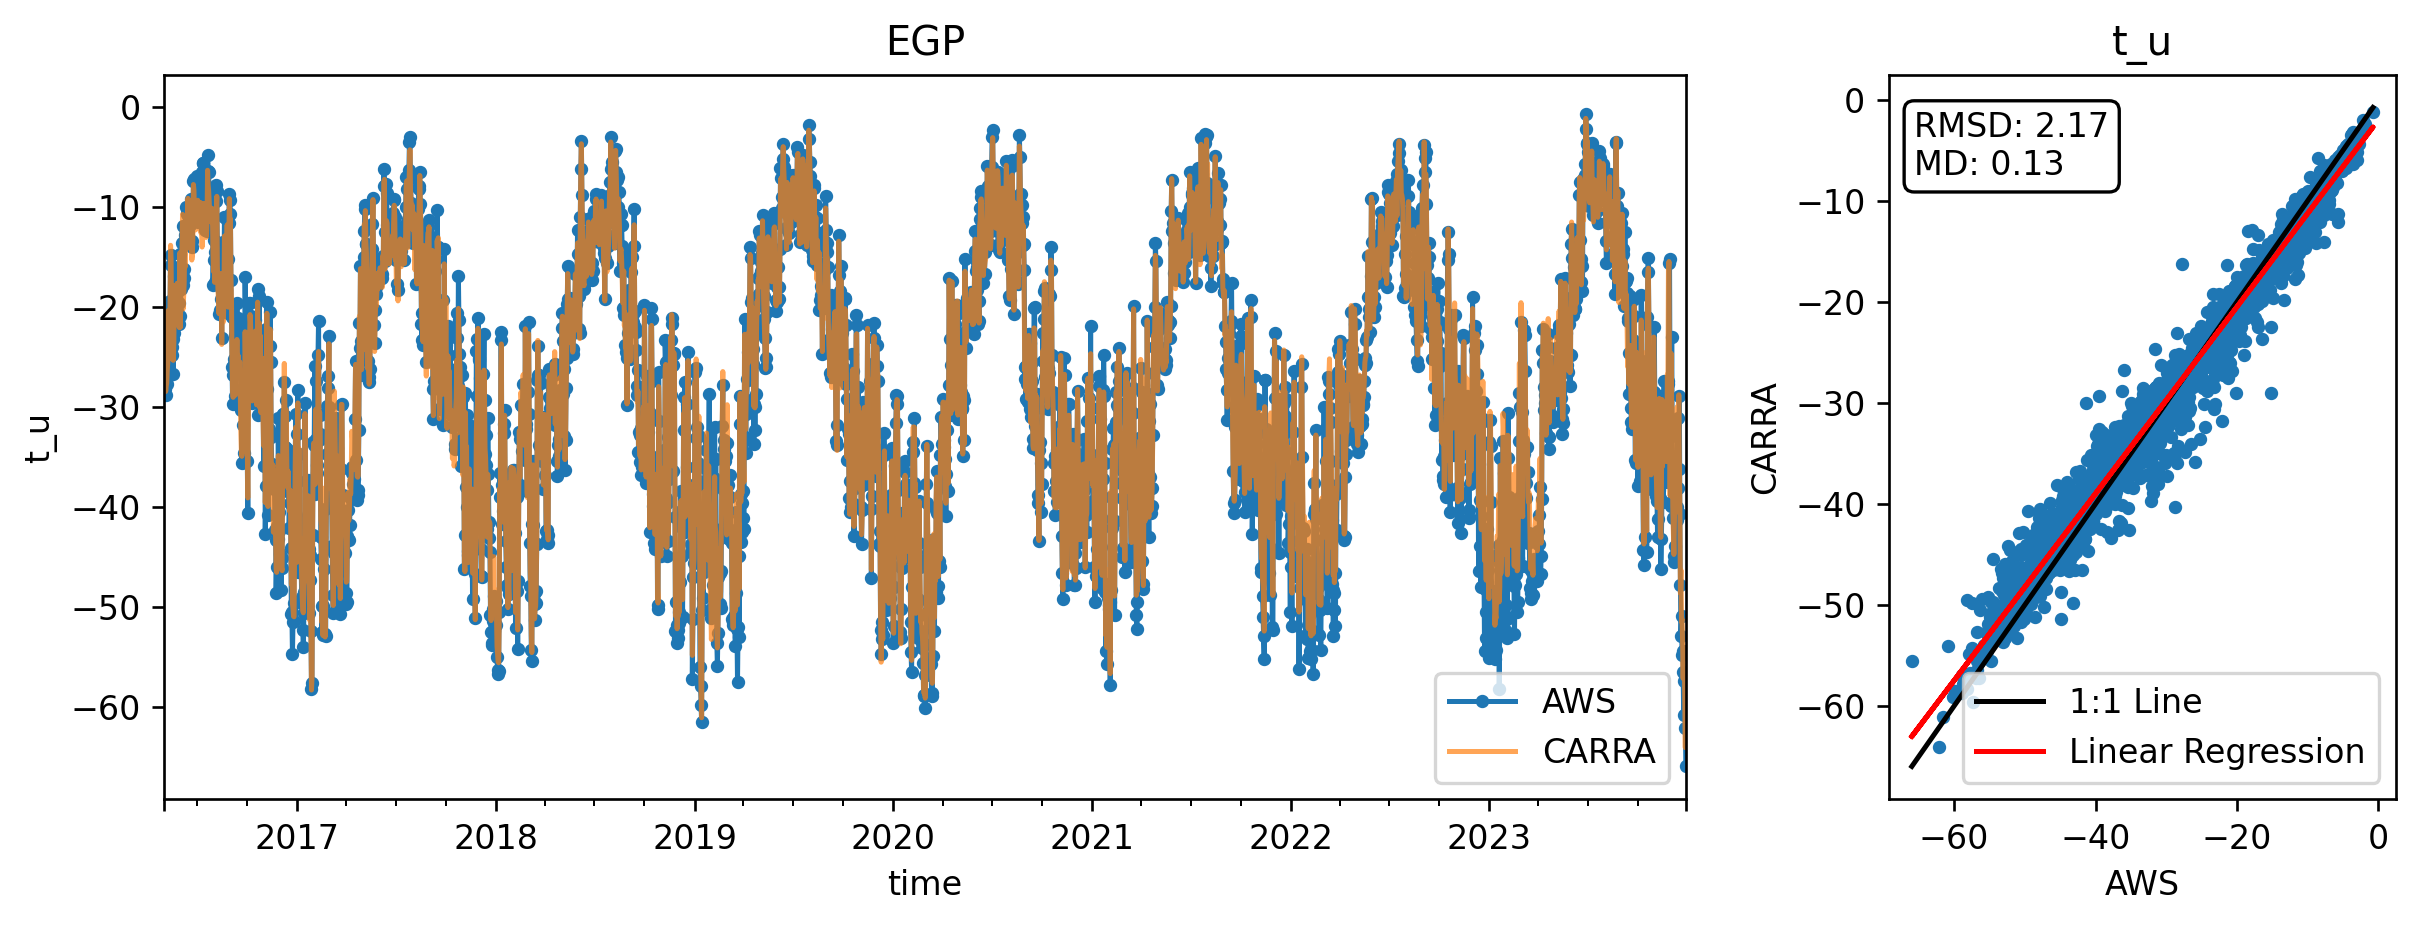 EGP
t_u
0
−10
−20
−30
−40
−50
−60
2017 2018 2019 2020 2021 2022 2023
time
AWS
CARRA
t_u
RMSD: 2.17
MD: 0.13
CARRA
0
−10
−20
−30
−40
−50
−60
−60 −40 −20 0
AWS
1:1 Line
Linear Regression